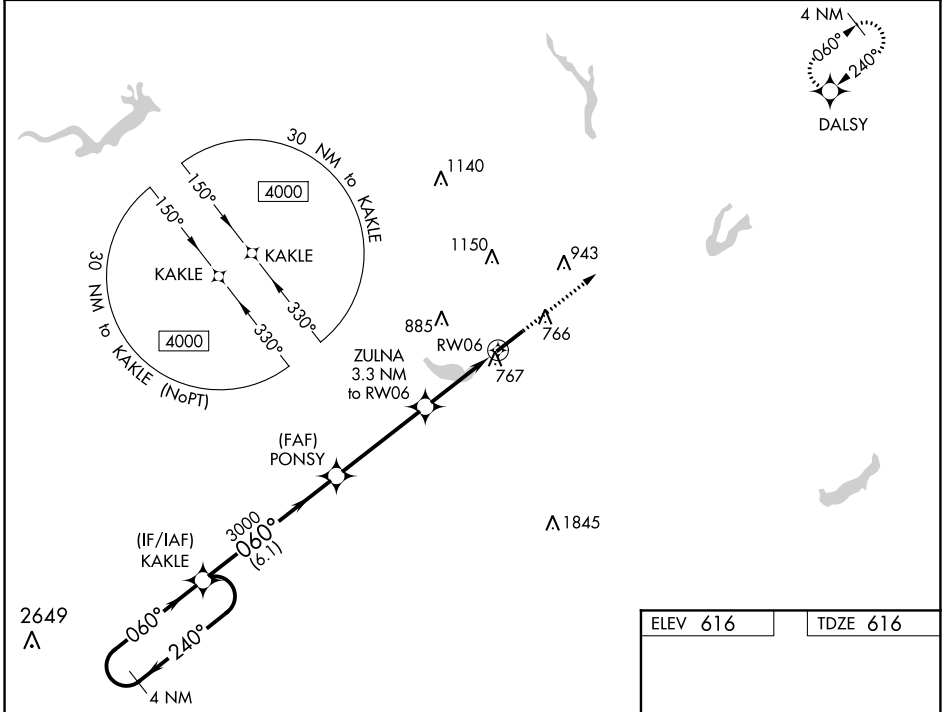 4 NM
060°
240°
DALSY
30 NM to KAKLE
4000
150°
KAKLE
330°
150°
KAKLE
330°
4000
30 NM to KAKLE (NoPT)
1140
1150
943
885
RW06
766
767
ZULNA
3.3 NM
to RW06
(FAF)
PONSY
1845
3000
060°
(6.1)
(IF/IAF)
KAKLE
060°
240°
4 NM
2649
ELEV 616
TDZE 616